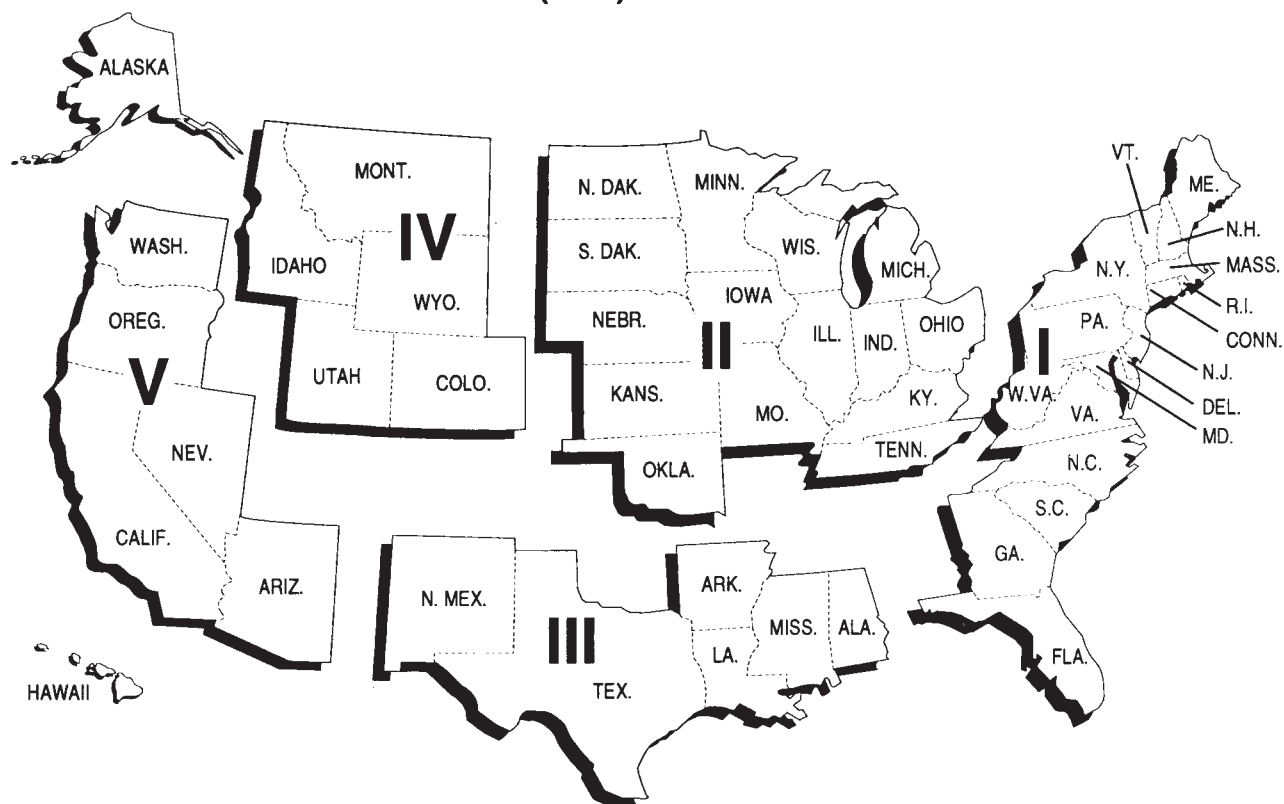 ALASKA
MONT.
IV
IDAHO
WYO.
UTAH
COLO.
WASH.
OREG.
V
NEV.
CALIF.
ARIZ.
HAWAII
N. DAK.
MINN.
S. DAK.
WIS.
MICH.
IOWA
NEBR.
II
ILL.
IND.
OHIO
KANS.
MO.
KY.
OKLA.
TENN.
N. MEX.
III
TEX.
ARK.
LA.
MISS.
ALA.
VT.
ME.
N.H.
N.Y.
MASS.
R.I.
PA.
CONN.
I
N.J.
W.VA.
DEL.
VA.
MD.
N.C.
S.C.
GA.
FLA.